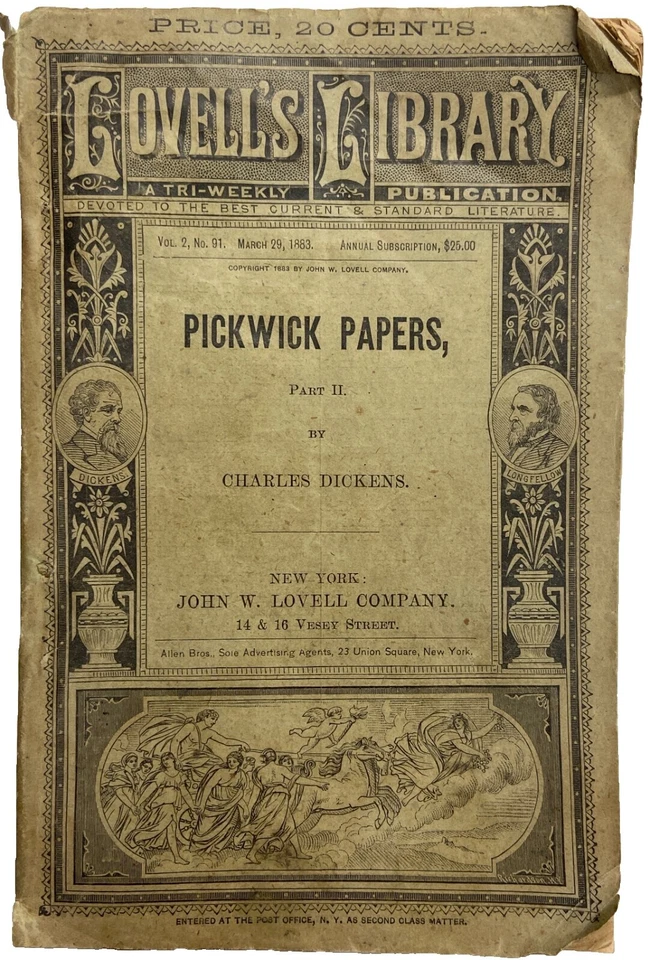 PRICE, 20 CENTS.
LOVELL'S LIBRARY
A TRI-WEEKLY PUBLICATION.
DEVOTED TO THE BEST CURRENT & STANDARD LITERATURE.
VOL. 2, NO. 91. MARCH 29, 1883. ANNUAL SUBSCRIPTION, $25.00
COPYRIGHT 1883 BY JOHN W. LOVELL COMPANY.
PICKWICK PAPERS,
PART II.
BY
CHARLES DICKENS.
DICKENS
LONGFELLOW
NEW YORK:
JOHN W. LOVELL COMPANY.
14 & 16 VESEY STREET.
Allen Bros., Sole Advertising Agents, 23 Union Square, New York.
ENTERED AT THE POST OFFICE, N. Y. AS SECOND CLASS MATTER.